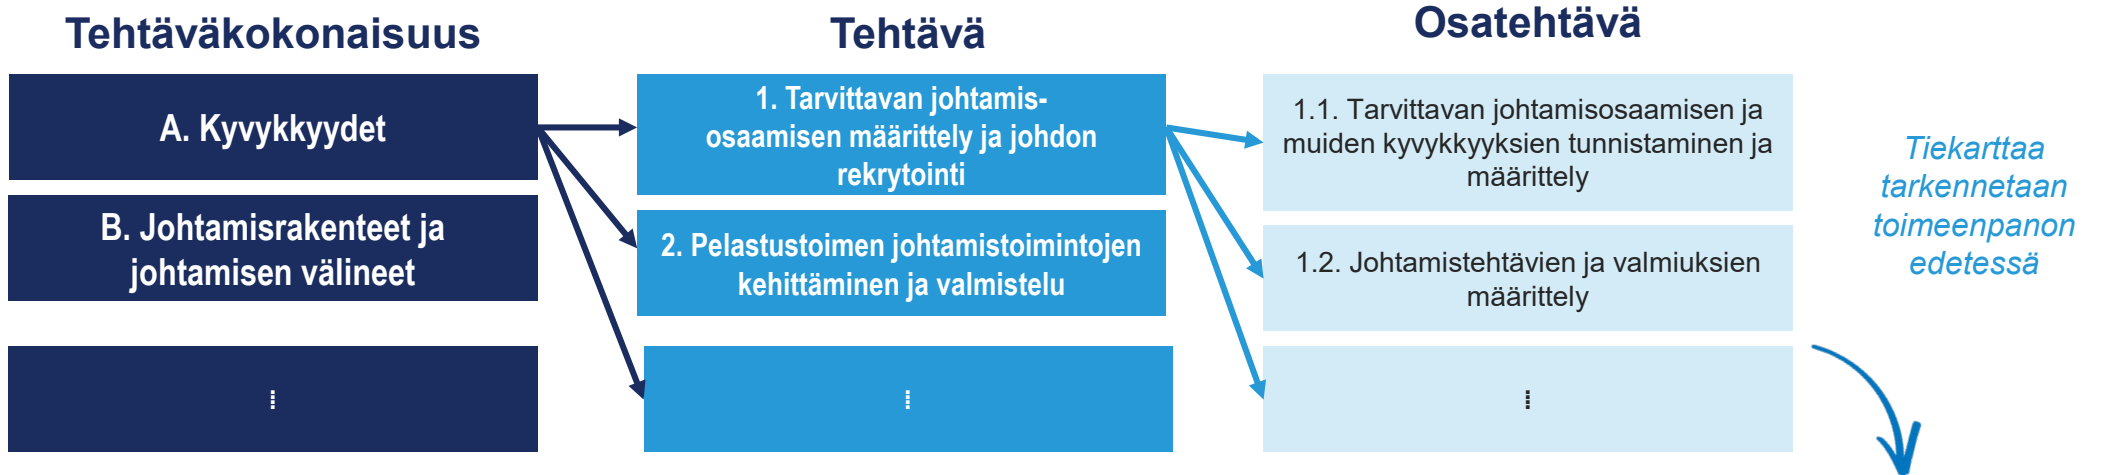 Tehtäväkokonaisuus
Tehtävä
Osatehtävä
A. Kyvykkyydet
B. Johtamisrakenteet ja
johtamisen välineet
⁞
1. Tarvittavan johtamis-
osaamisen määrittely ja johdon
rekrytointi
2. Pelastustoimen johtamistoimintojen
kehittäminen ja valmistelu
⁞
1.1. Tarvittavan johtamisosaamisen ja
muiden kyvykkyyksien tunnistaminen ja
määrittely
1.2. Johtamistehtävien ja valmiuksien
määrittely
⁞
Tiekarttaa
tarkennetaan
toimeenpanon
edetessä